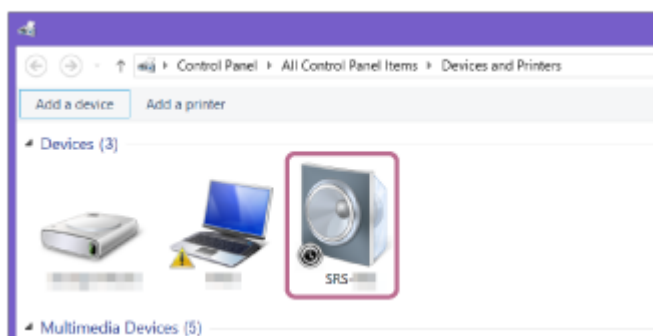 Control Panel ▸ All Control Panel Items ▸ Devices and Printers
Add a device Add a printer
Devices (3)
SRS-
Multimedia Devices (5)